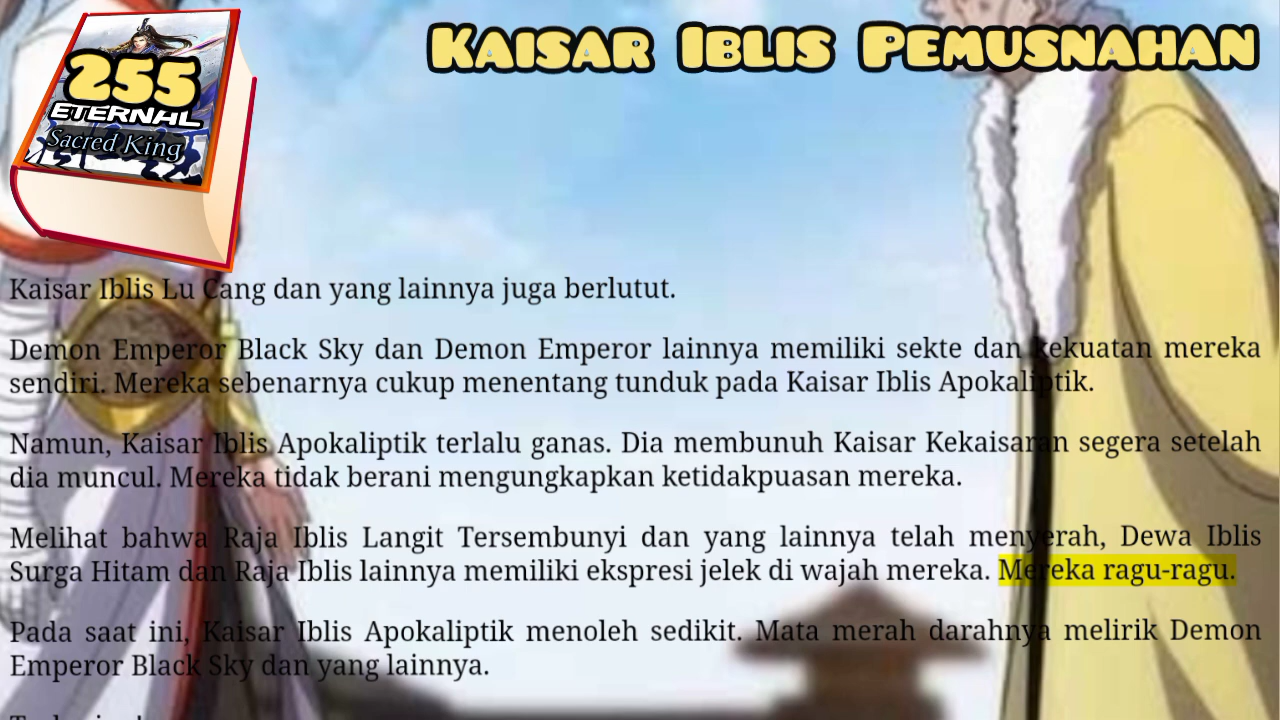 Kaisar Iblis Pemusnahan
255
ETERNAL
Sacred King
Kaisar Iblis Lu Cang dan yang lainnya juga berlutut.
Demon Emperor Black Sky dan Demon Emperor lainnya memiliki sekte dan kekuatan mereka
sendiri. Mereka sebenarnya cukup menentang tunduk pada Kaisar Iblis Apokaliptik.
Namun, Kaisar Iblis Apokaliptik terlalu ganas. Dia membunuh Kaisar Kekaisaran segera setelah
dia muncul. Mereka tidak berani mengungkapkan ketidakpuasan mereka.
Melihat bahwa Raja Iblis Langit Tersembunyi dan yang lainnya telah menyerah, Dewa Iblis
Surga Hitam dan Raja Iblis lainnya memiliki ekspresi jelek di wajah mereka. Mereka ragu-ragu.
Pada saat ini, Kaisar Iblis Apokaliptik menoleh sedikit. Mata merah darahnya melirik Demon
Emperor Black Sky dan yang lainnya.